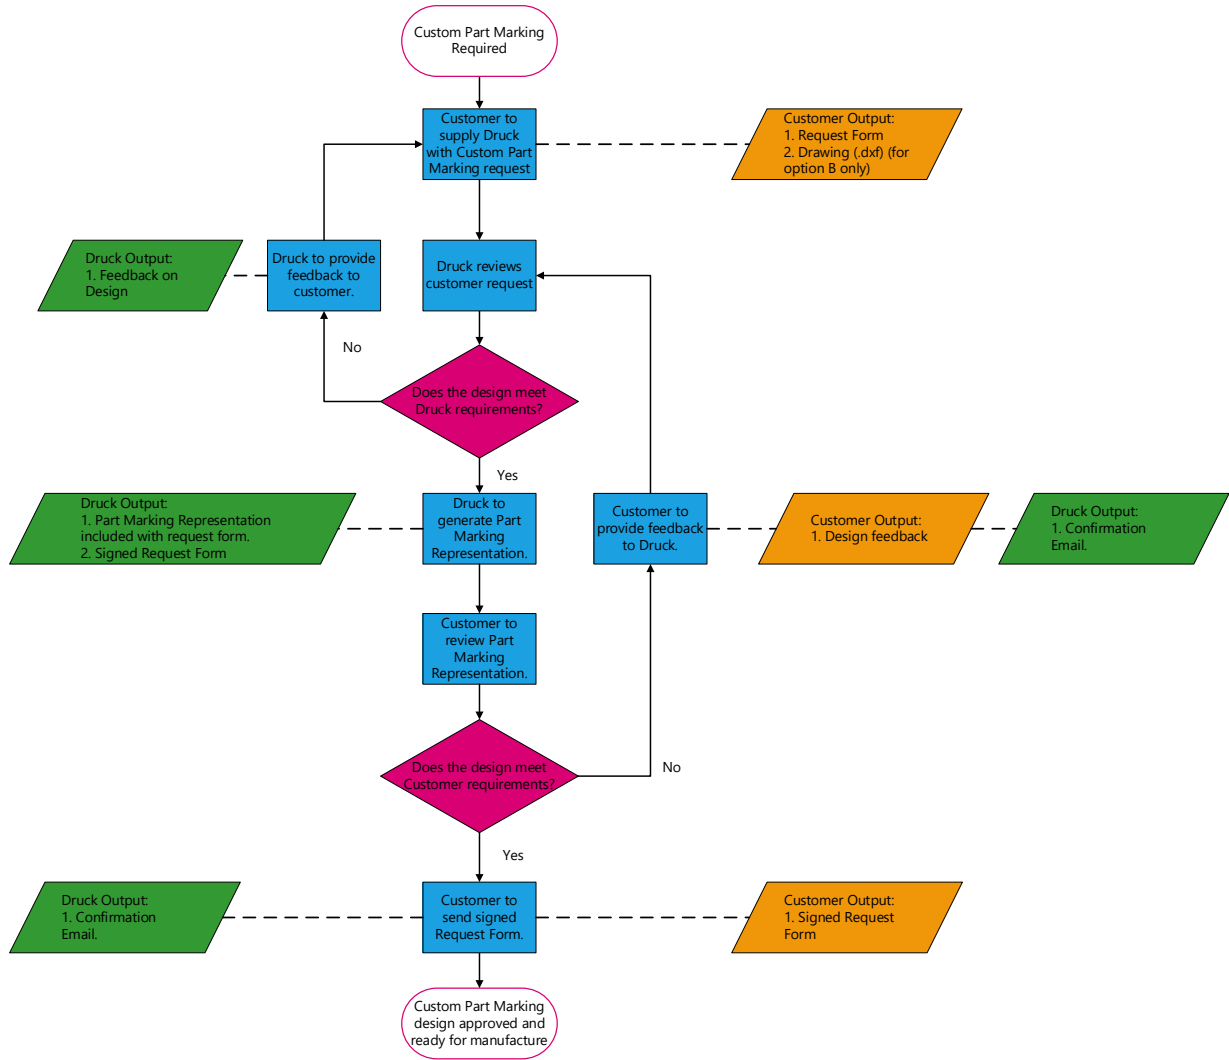 Custom Part Marking
Required
Customer to
supply Druck
with Custom Part
Marking request
Customer Output:
1. Request Form
2. Drawing (.dxf) (for
option B only)
Druck Output:
1. Feedback on
Design
Druck to provide
feedback to
customer.
Druck reviews
customer request
No
Does the design meet
Druck requirements?
Yes
Druck Output:
1. Part Marking Representation
included with request form.
2. Signed Request Form
Druck to
generate Part
Marking
Representation.
Customer to
provide feedback
to Druck.
Customer Output:
1. Design feedback
Druck Output:
1. Confirmation
Email.
Customer to
review Part
Marking
Representation.
Does the design meet
Customer requirements?
No
Yes
Druck Output:
1. Confirmation
Email.
Customer to
send signed
Request Form.
Customer Output:
1. Signed Request
Form
Custom Part Marking
design approved and
ready for manufacture